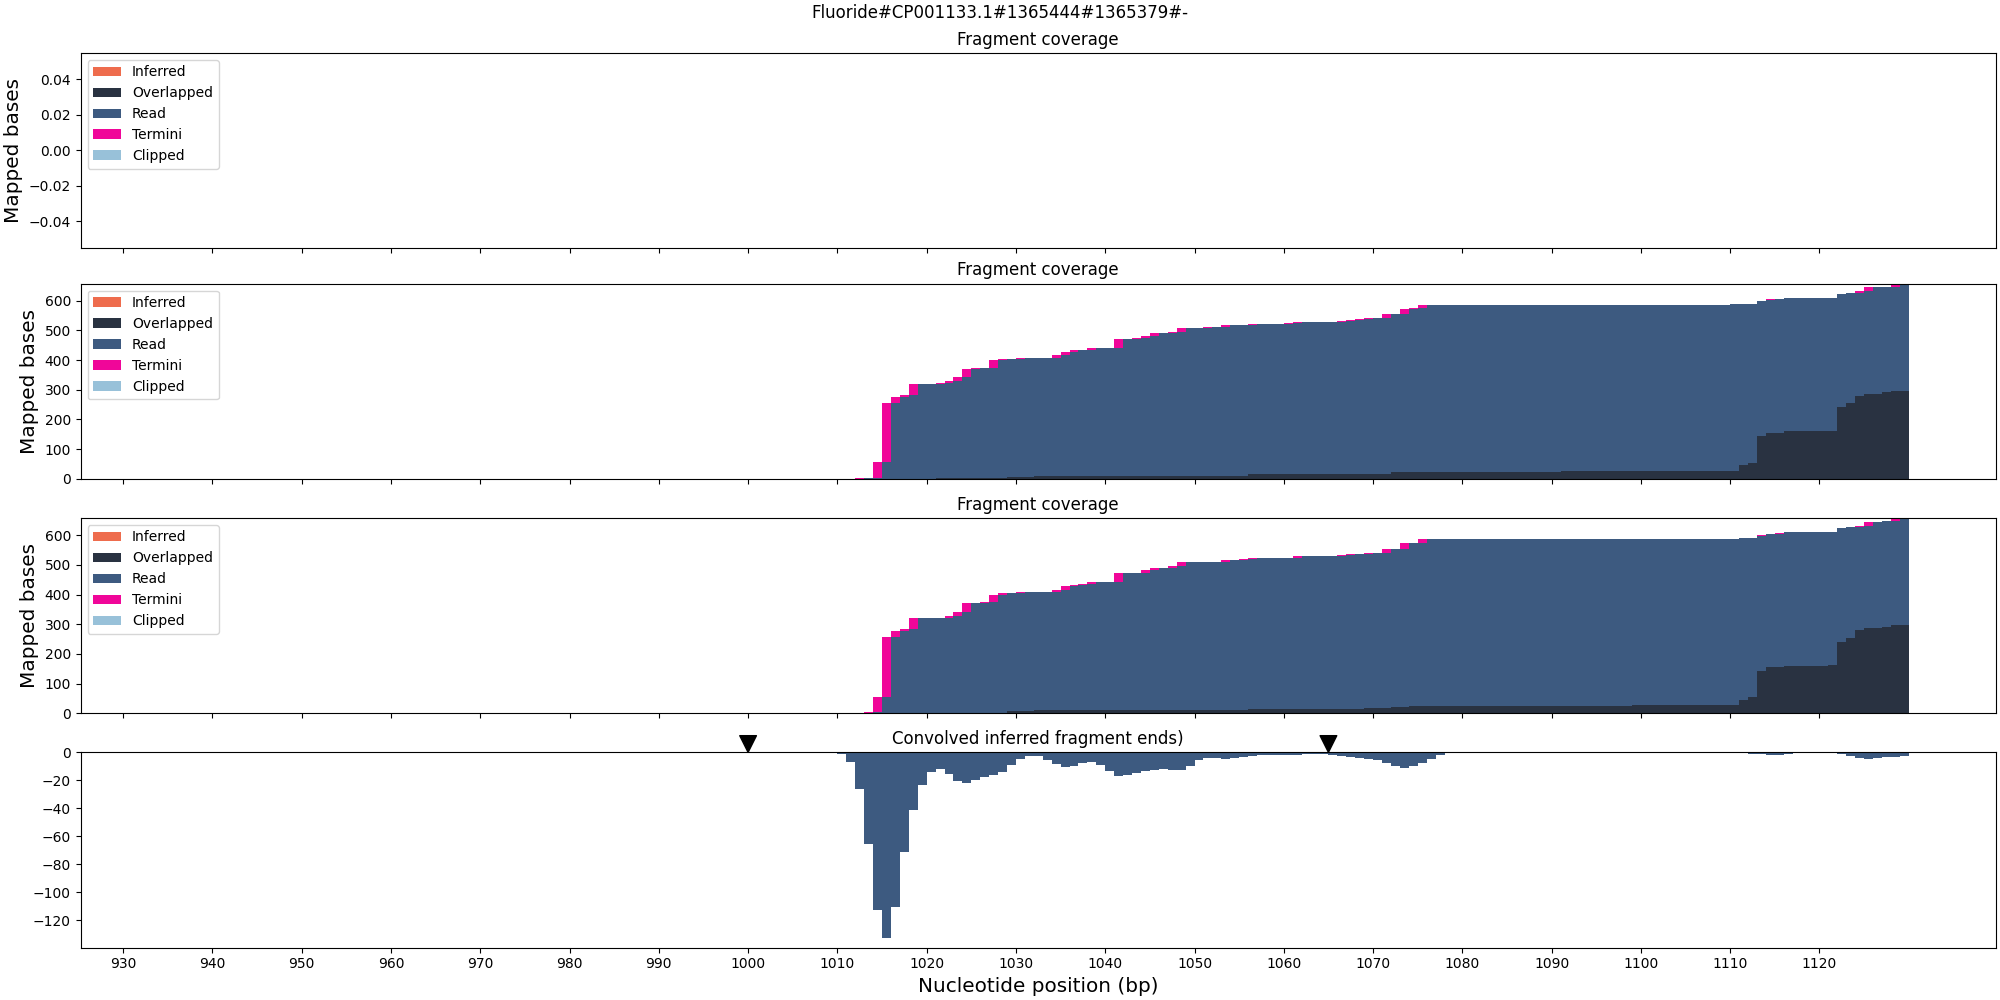 Fluoride#CP001133.1#1365444#1365379#-
Fragment coverage
Mapped bases
0.04
0.02
0.00
−0.02
−0.04
Inferred
Overlapped
Read
Termini
Clipped
Fragment coverage
Mapped bases
600
500
400
300
200
100
0
Inferred
Overlapped
Read
Termini
Clipped
Fragment coverage
Mapped bases
600
500
400
300
200
100
0
Inferred
Overlapped
Read
Termini
Clipped
Convolved inferred fragment ends)
0
−20
−40
−60
−80
−100
−120
930 940 950 960 970 980 990 1000 1010 1020 1030 1040 1050 1060 1070 1080 1090 1100 1110 1120
Nucleotide position (bp)